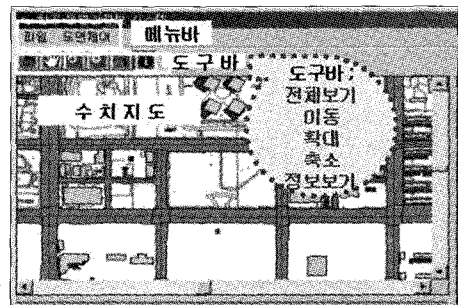 파일 도면제어 메뉴바
도구바
도구바 ;
전체보기
이동
확대
축소
정보보기
수치지도